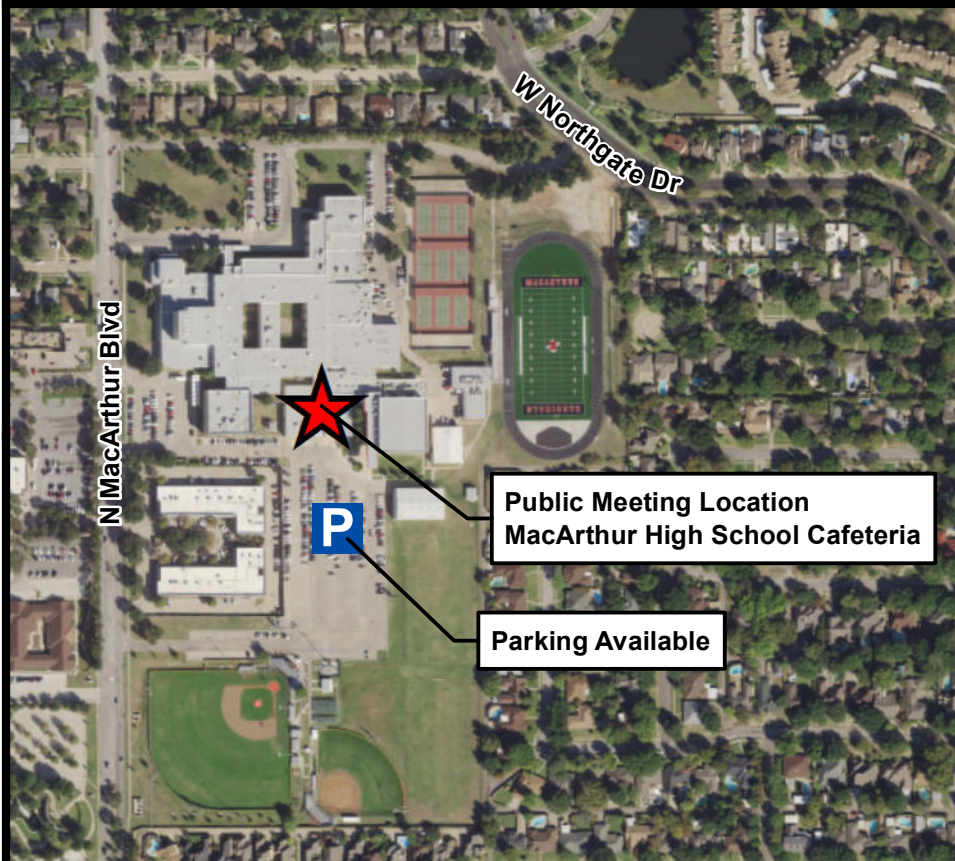 W Northgate Dr
N MacArthur Blvd
Public Meeting Location
MacArthur High School Cafeteria
P
Parking Available